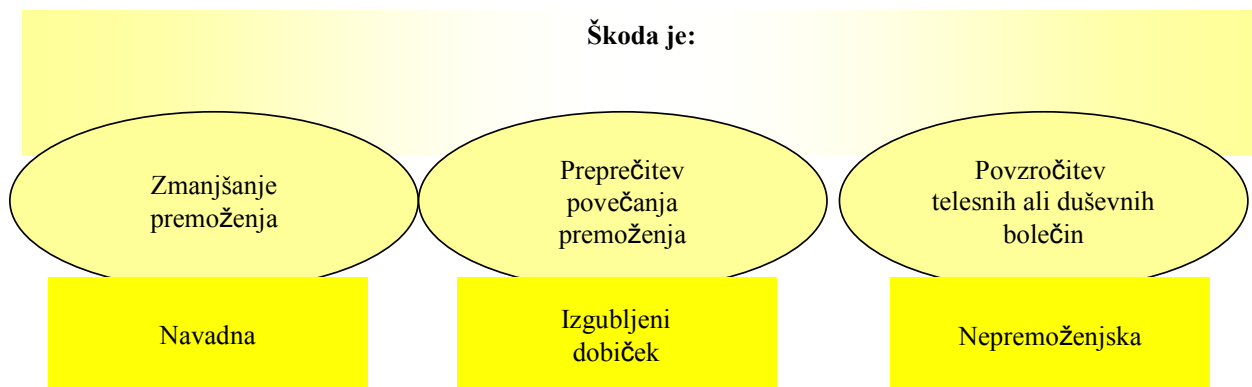 Škoda je:
Zmanjšanje
premoženja
Preprečitev
povečanja
premoženja
Povzročitev
telesnih ali duševnih
bolečin
Navadna
Izgubljeni
dobiček
Nepremoženjska